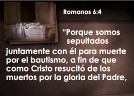 Romanos 6:4
"Porque somos
sepultados
juntamente con él para muerte
por el bautismo, a fin de que
como Cristo resucitó de los
muertos por la gloria del Padre,